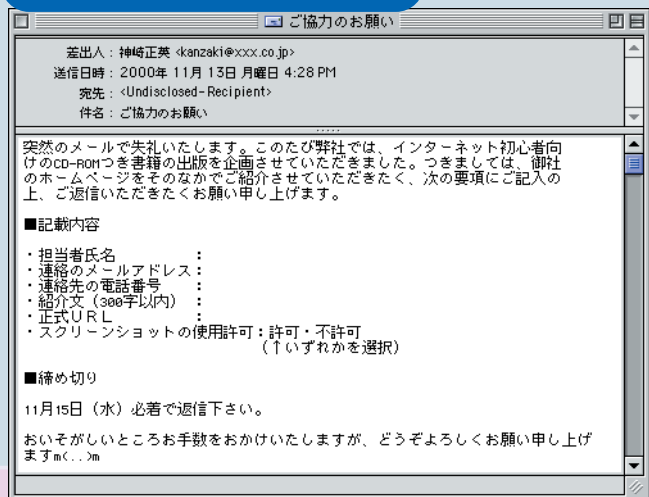 ご協力のお願い
差出人：神崎正英 <kanzaki@xxx.co.jp>
送信日時：2000年 11月 13日 月曜日 4:28 PM
宛先：<Undisclosed-Recipient>
件名：ご協力のお願い
突然のメールで失礼いたします。このたび弊社では、インターネット初心者向
けのCD-ROMつき書籍の出版を企画させていただきました。つきましては、御社
のホームページをそのなかでご紹介させていただきたく、次の要項にご記入の
上、ご返信いただきたくお願い申し上げます。
■記載内容
・担当者氏名　　　　　：
・連絡のメールアドレス：
・連絡先の電話番号　　：
・紹介文（300字以内）　：
・正式ＵＲＬ　　　　　：
・スクリーンショットの使用許可：許可・不許可
（↑いずれかを選択）
■締め切り
11月15日（水）必着で返信下さい。
おいそがしいところお手数をおかけいたしますが、どうぞよろしくお願い申し上げ
ますm(..)m